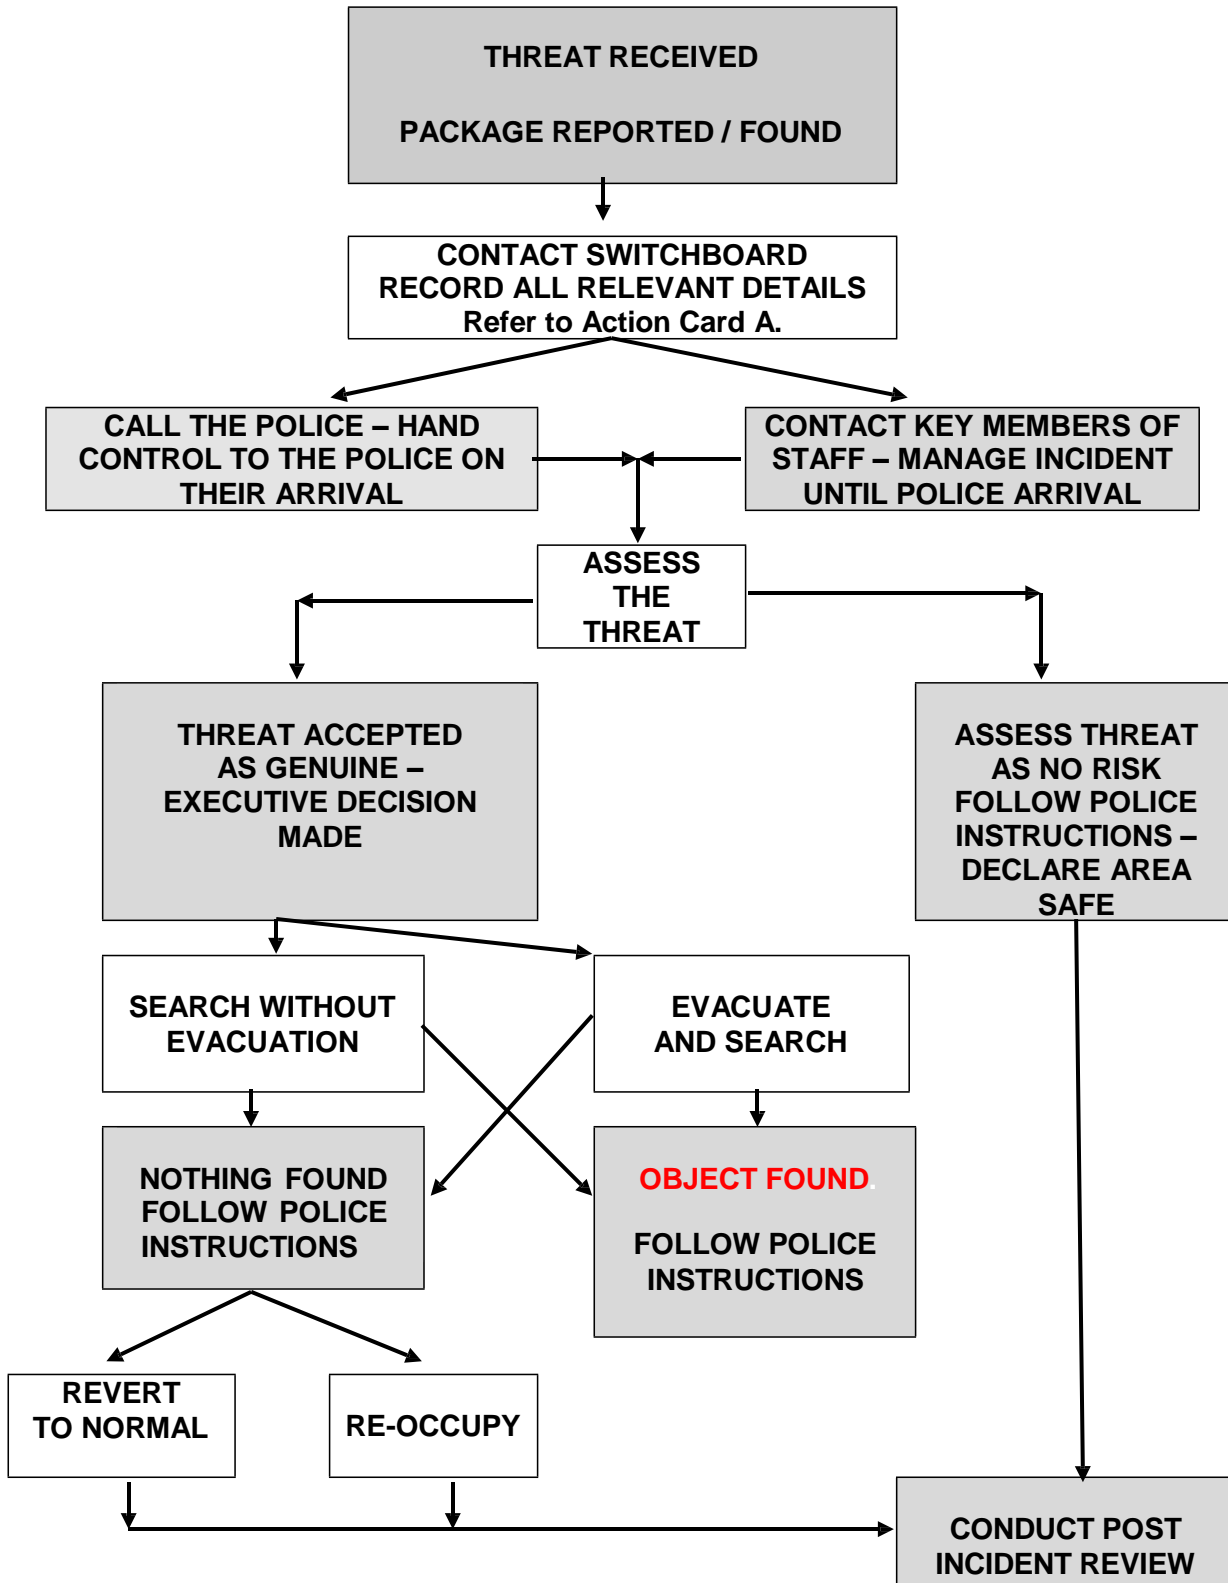 THREAT RECEIVED
PACKAGE REPORTED / FOUND
CONTACT SWITCHBOARD
RECORD ALL RELEVANT DETAILS
Refer to Action Card A.
CALL THE POLICE – HAND
CONTROL TO THE POLICE ON
THEIR ARRIVAL
CONTACT KEY MEMBERS OF
STAFF – MANAGE INCIDENT
UNTIL POLICE ARRIVAL
ASSESS
THE
THREAT
THREAT ACCEPTED
AS GENUINE –
EXECUTIVE DECISION
MADE
ASSESS THREAT
AS NO RISK
FOLLOW POLICE
INSTRUCTIONS –
DECLARE AREA
SAFE
SEARCH WITHOUT
EVACUATION
EVACUATE
AND SEARCH
NOTHING FOUND
FOLLOW POLICE
INSTRUCTIONS
OBJECT FOUND.
FOLLOW POLICE
INSTRUCTIONS
REVERT
TO NORMAL
RE-OCCUPY
CONDUCT POST
INCIDENT REVIEW